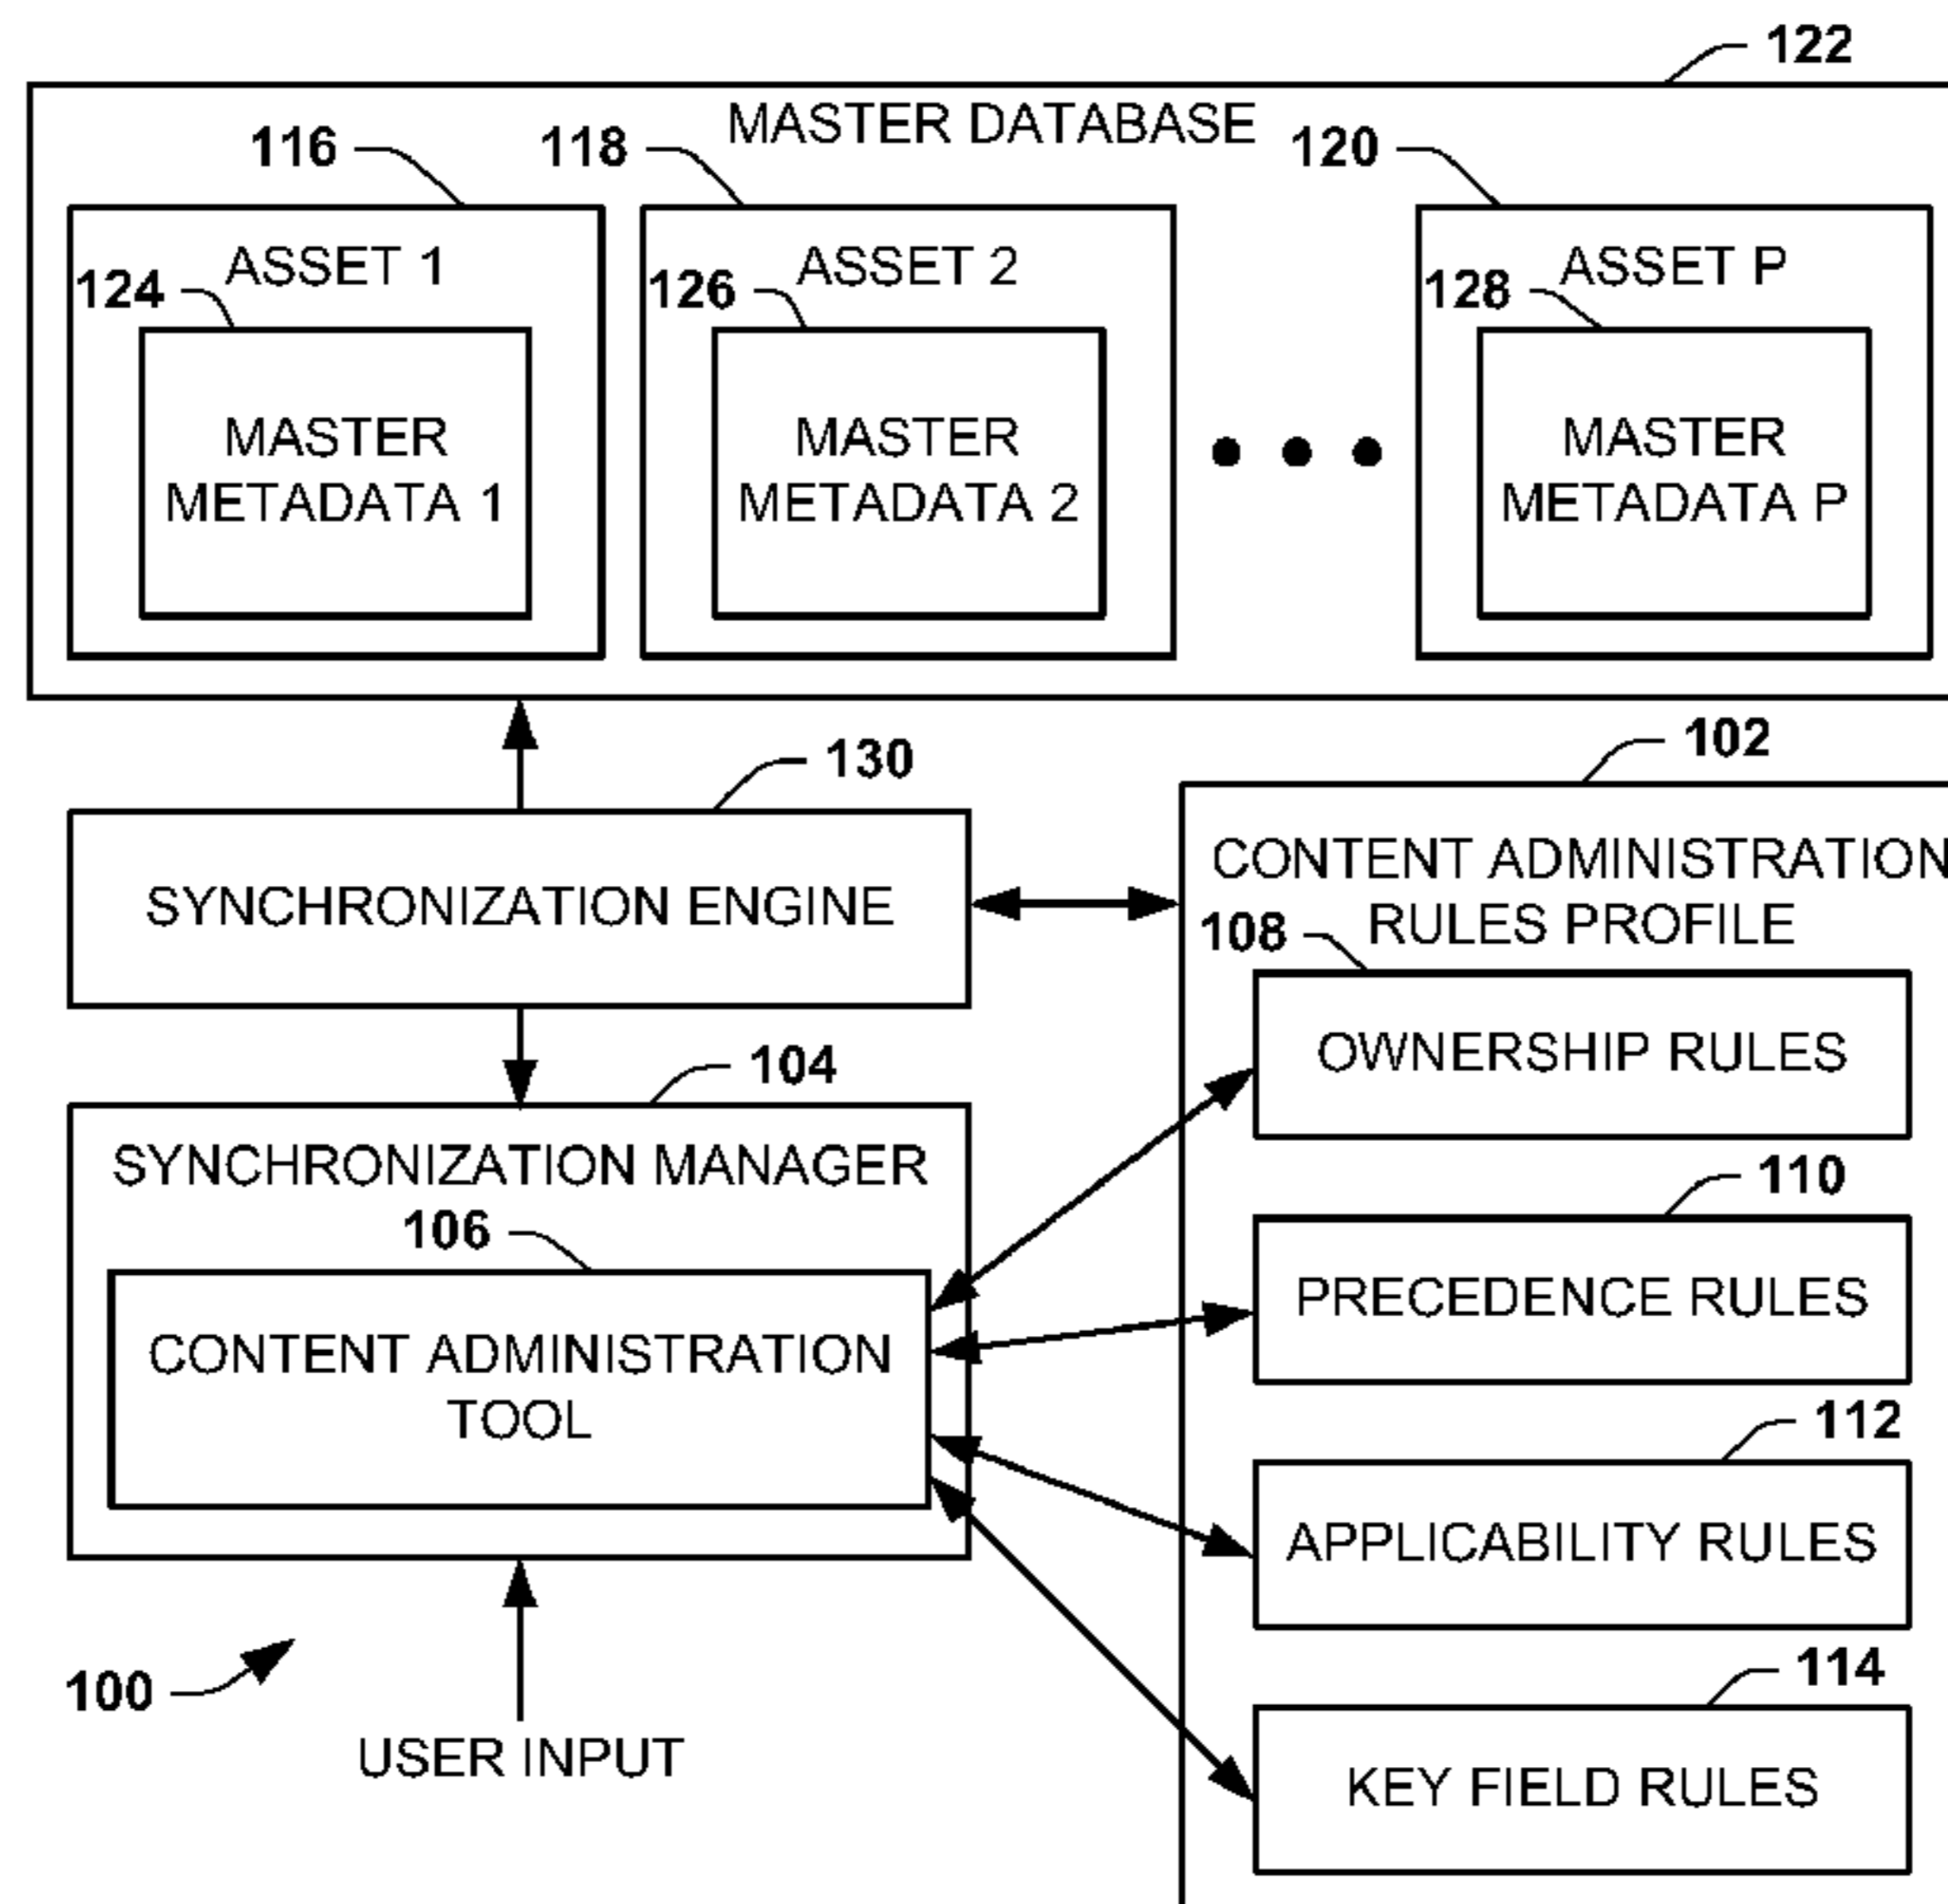 122
MASTER DATABASE
116
118
120
ASSET 1
ASSET 2
ASSET P
124
126
128
MASTER
METADATA 1
MASTER
METADATA 2
MASTER
METADATA P
130
102
SYNCHRONIZATION ENGINE
CONTENT ADMINISTRATION
RULES PROFILE
108
OWNERSHIP RULES
104
SYNCHRONIZATION MANAGER
106
CONTENT ADMINISTRATION
TOOL
110
PRECEDENCE RULES
112
APPLICABILITY RULES
114
KEY FIELD RULES
100
USER INPUT